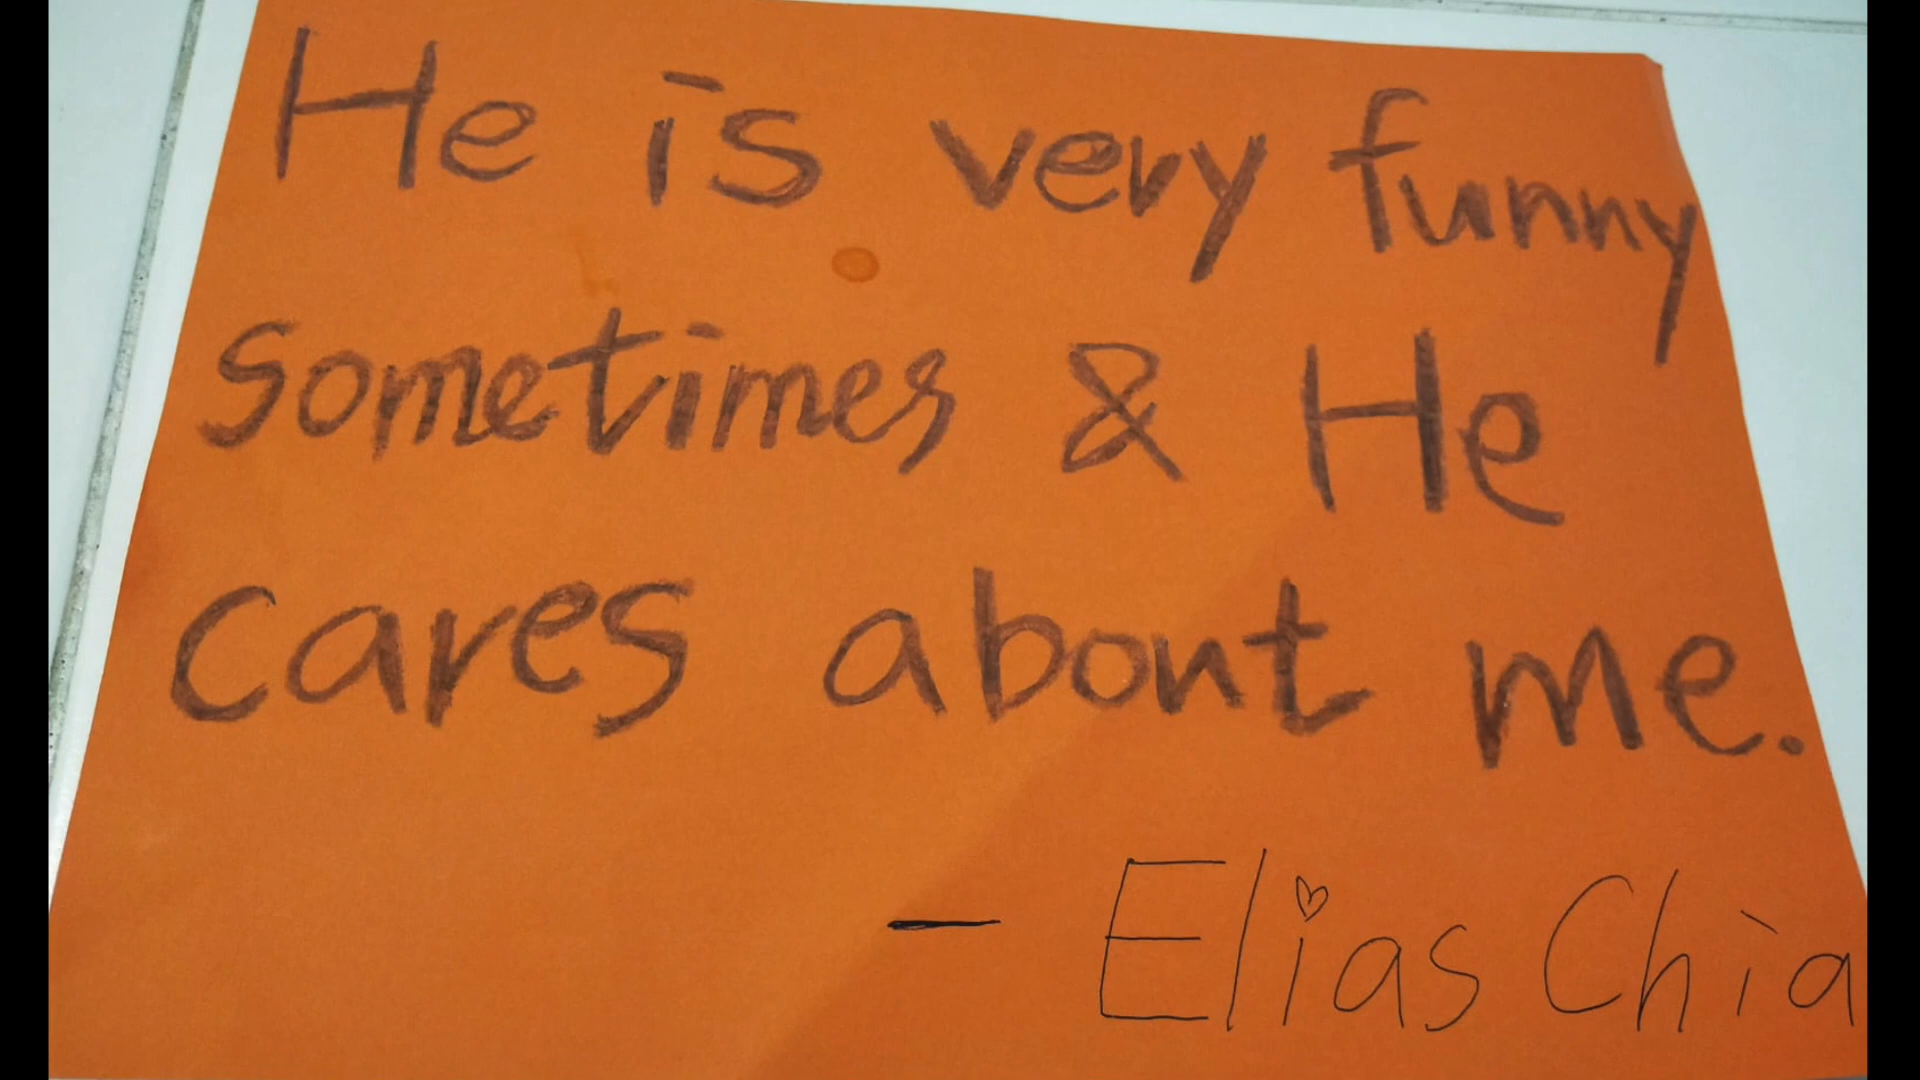 He is very funny
sometimes & He
cares about me.
- Elias Chia